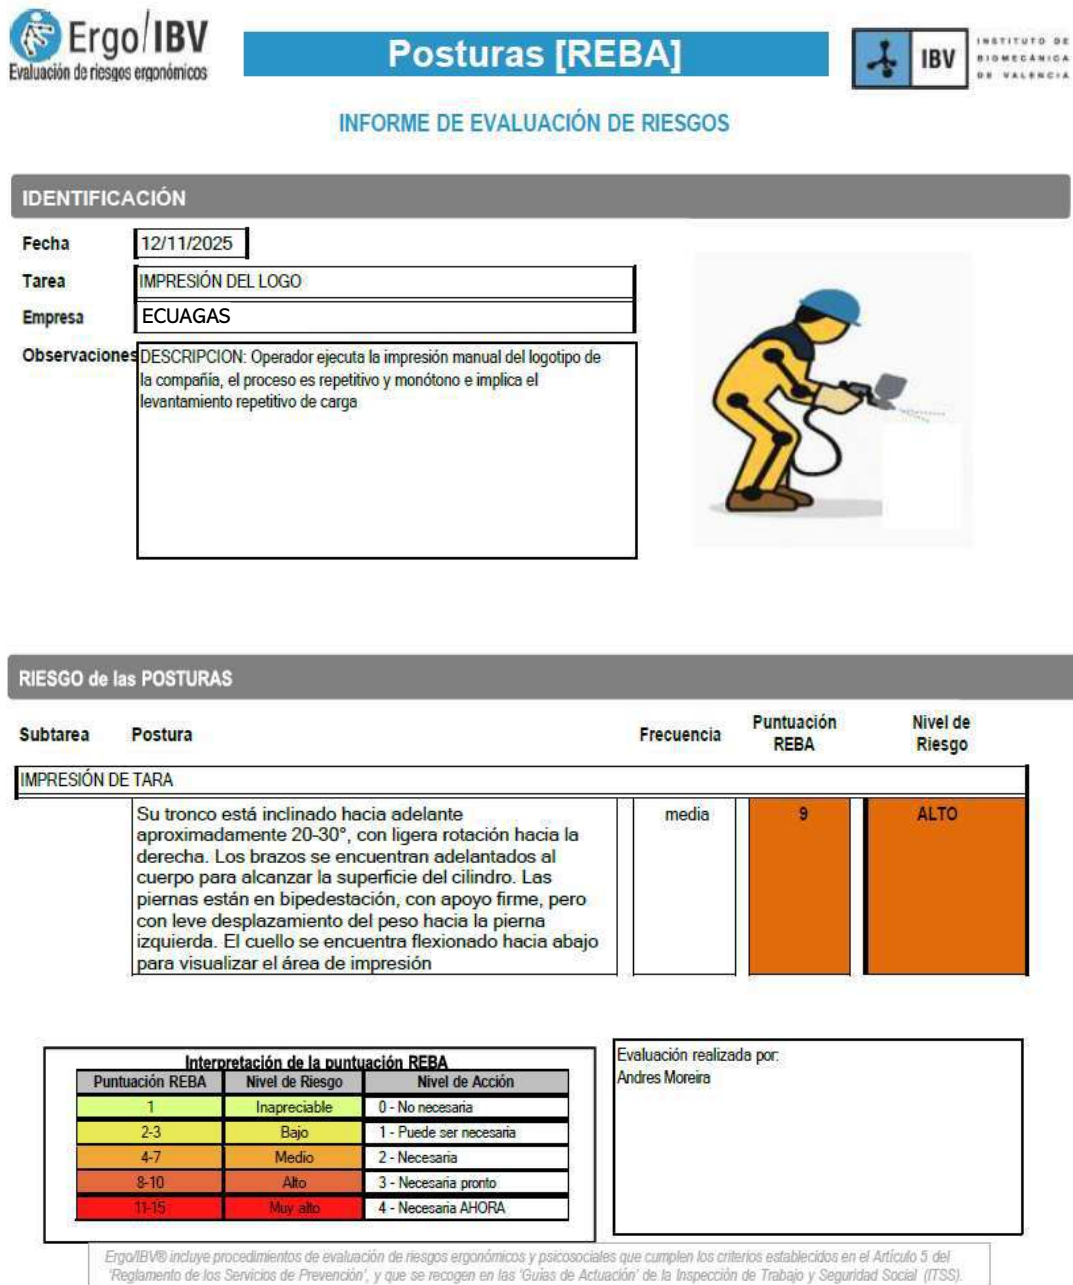 Ergo/IBV
Evaluación de riesgos ergonómicos
Posturas [REBA]
IBV
INSTITUTO DE
BIOMECÁNICA
DE VALENCIA
INFORME DE EVALUACIÓN DE RIESGOS
IDENTIFICACIÓN
Fecha 12/11/2025
Tarea IMPRESIÓN DEL LOGO
Empresa ECUAGAS
Observaciones DESCRIPCION: Operador ejecuta la impresión manual del logotipo de
la compañía, el proceso es repetitivo y monótono e implica el
levantamiento repetitivo de carga
RIESGO de las POSTURAS
Subtarea Postura Frecuencia Puntuación REBA Nivel de Riesgo
IMPRESIÓN DE TARA
Su tronco está inclinado hacia adelante media 9 ALTO
aproximadamente 20-30°, con ligera rotación hacia la
derecha. Los brazos se encuentran adelantados al
cuerpo para alcanzar la superficie del cilindro. Las
piernas están en bipedestación, con apoyo firme, pero
con leve desplazamiento del peso hacia la pierna
izquierda. El cuello se encuentra flexionado hacia abajo
para visualizar el área de impresión
Interpretación de la puntuación REBA
Puntuación REBA Nivel de Riesgo Nivel de Acción
1 Inapreciable 0 - No necesaria
2-3 Bajo 1 - Puede ser necesaria
4-7 Medio 2 - Necesaria
8-10 Alto 3 - Necesaria pronto
11-15 Muy alto 4 - Necesaria AHORA
Evaluación realizada por:
Andres Moreira
Ergo/IBV® incluye procedimientos de evaluación de riesgos ergonómicos y psicosociales que cumplen los criterios establecidos en el Artículo 5 del
'Reglamento de los Servicios de Prevención', y que se recogen en las 'Guías de Actuación' de la Inspección de Trabajo y Seguridad Social (ITSS).